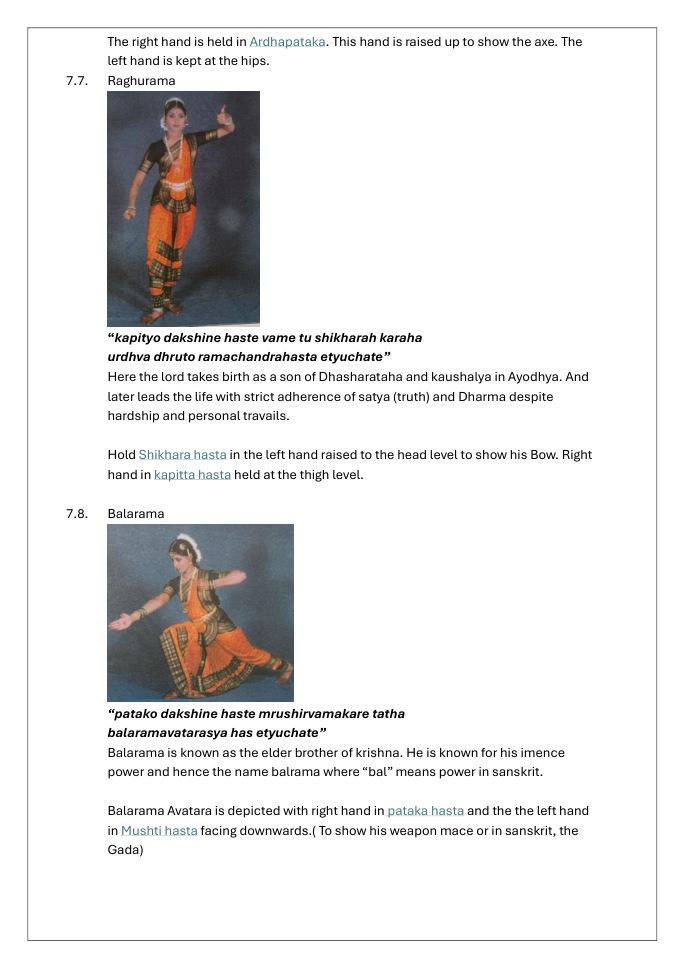 The right hand is held in Ardhapataka. This hand is raised up to show the axe. The
left hand is kept at the hips.
7.7. Raghurama
“kapityo dakshine haste vame tu shikharah karaha
urdhva dhruto ramachandrahasta etyuchate”
Here the lord takes birth as a son of Dhasharataha and kaushalya in Ayodhya. And
later leads the life with strict adherence of satya (truth) and Dharma despite
hardship and personal travails.
Hold Shikhara hasta in the left hand raised to the head level to show his Bow. Right
hand in kapitta hasta held at the thigh level.
7.8. Balarama
“patako dakshine haste mrushirvamakare tatha
balaramavatarasya has etyuchate”
Balarama is known as the elder brother of krishna. He is known for his imence
power and hence the name balrama where “bal” means power in sanskrit.
Balarama Avatara is depicted with right hand in pataka hasta and the the left hand
in Mushti hasta facing downwards.( To show his weapon mace or in sanskrit, the
Gada)